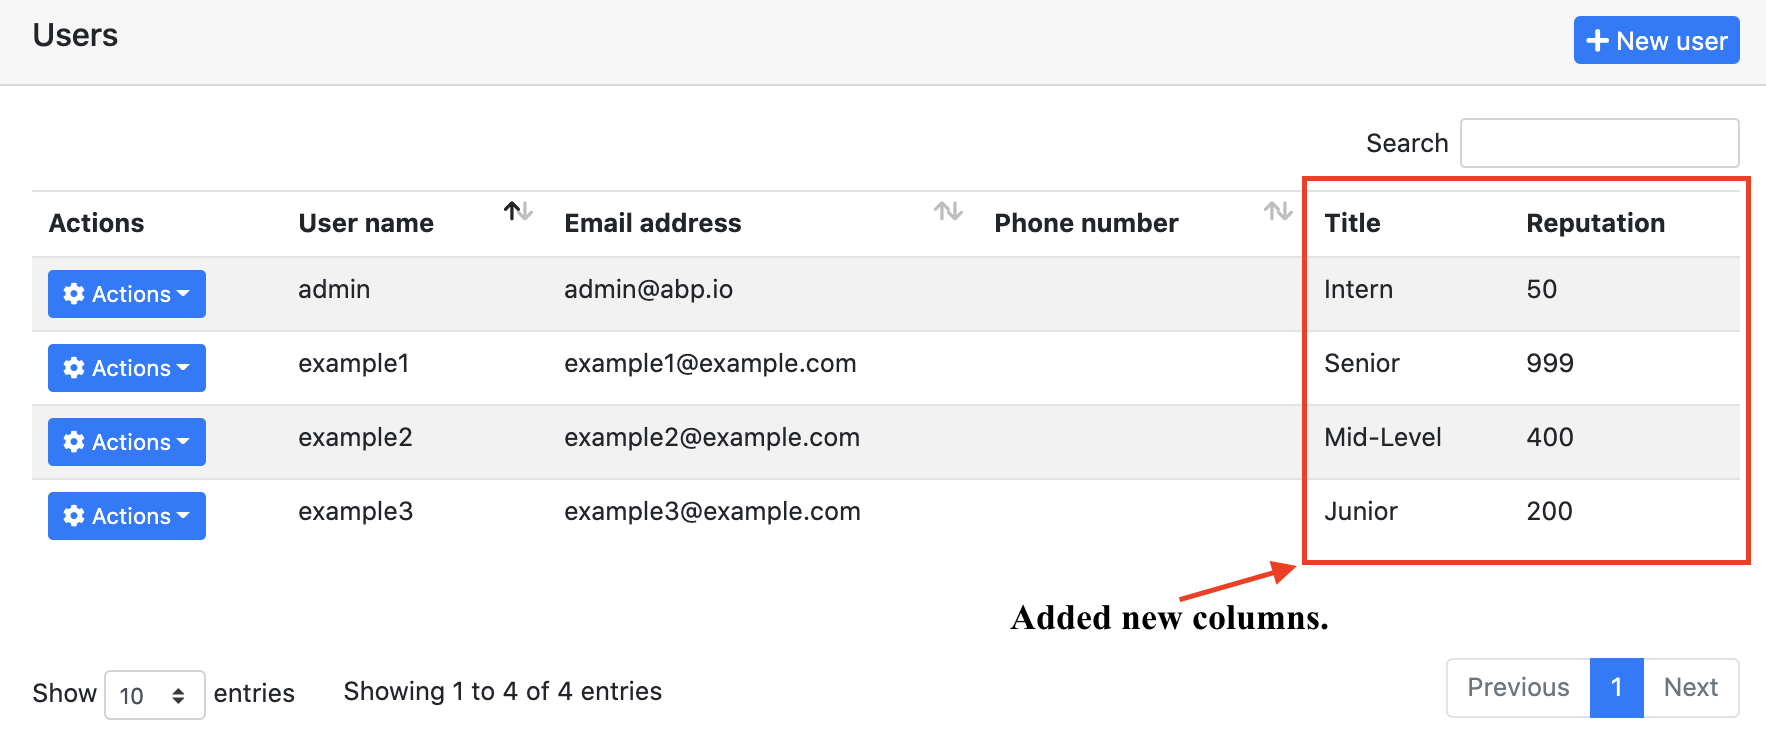 Users
New user
Search
Actions User name Email address Phone number Title Reputation
Actions admin admin@abp.io Intern 50
Actions example1 example1@example.com Senior 999
Actions example2 example2@example.com Mid-Level 400
Actions example3 example3@example.com Junior 200
Added new columns.
Show 10 entries Showing 1 to 4 of 4 entries Previous 1 Next